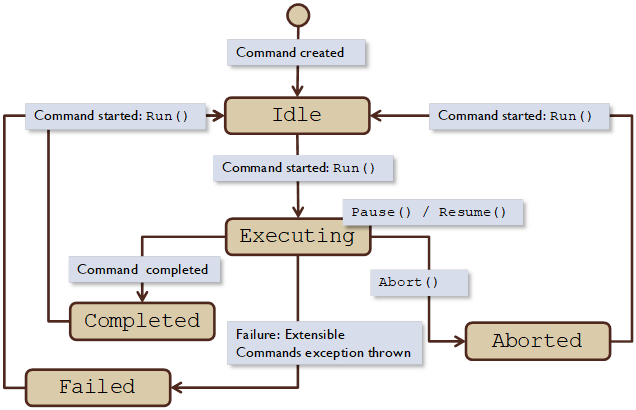 Command created
Command started: Run()
Idle
Command started: Run()
Command started: Run()
Pause() / Resume()
Executing
Command completed
Abort()
Completed
Failure: Extensible
Commands exception thrown
Aborted
Failed